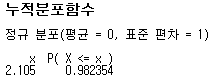 누적분포함수
정규 분포(평균 = 0, 표준 편차 = 1)
x P( X <= x )
2.105 0.982354